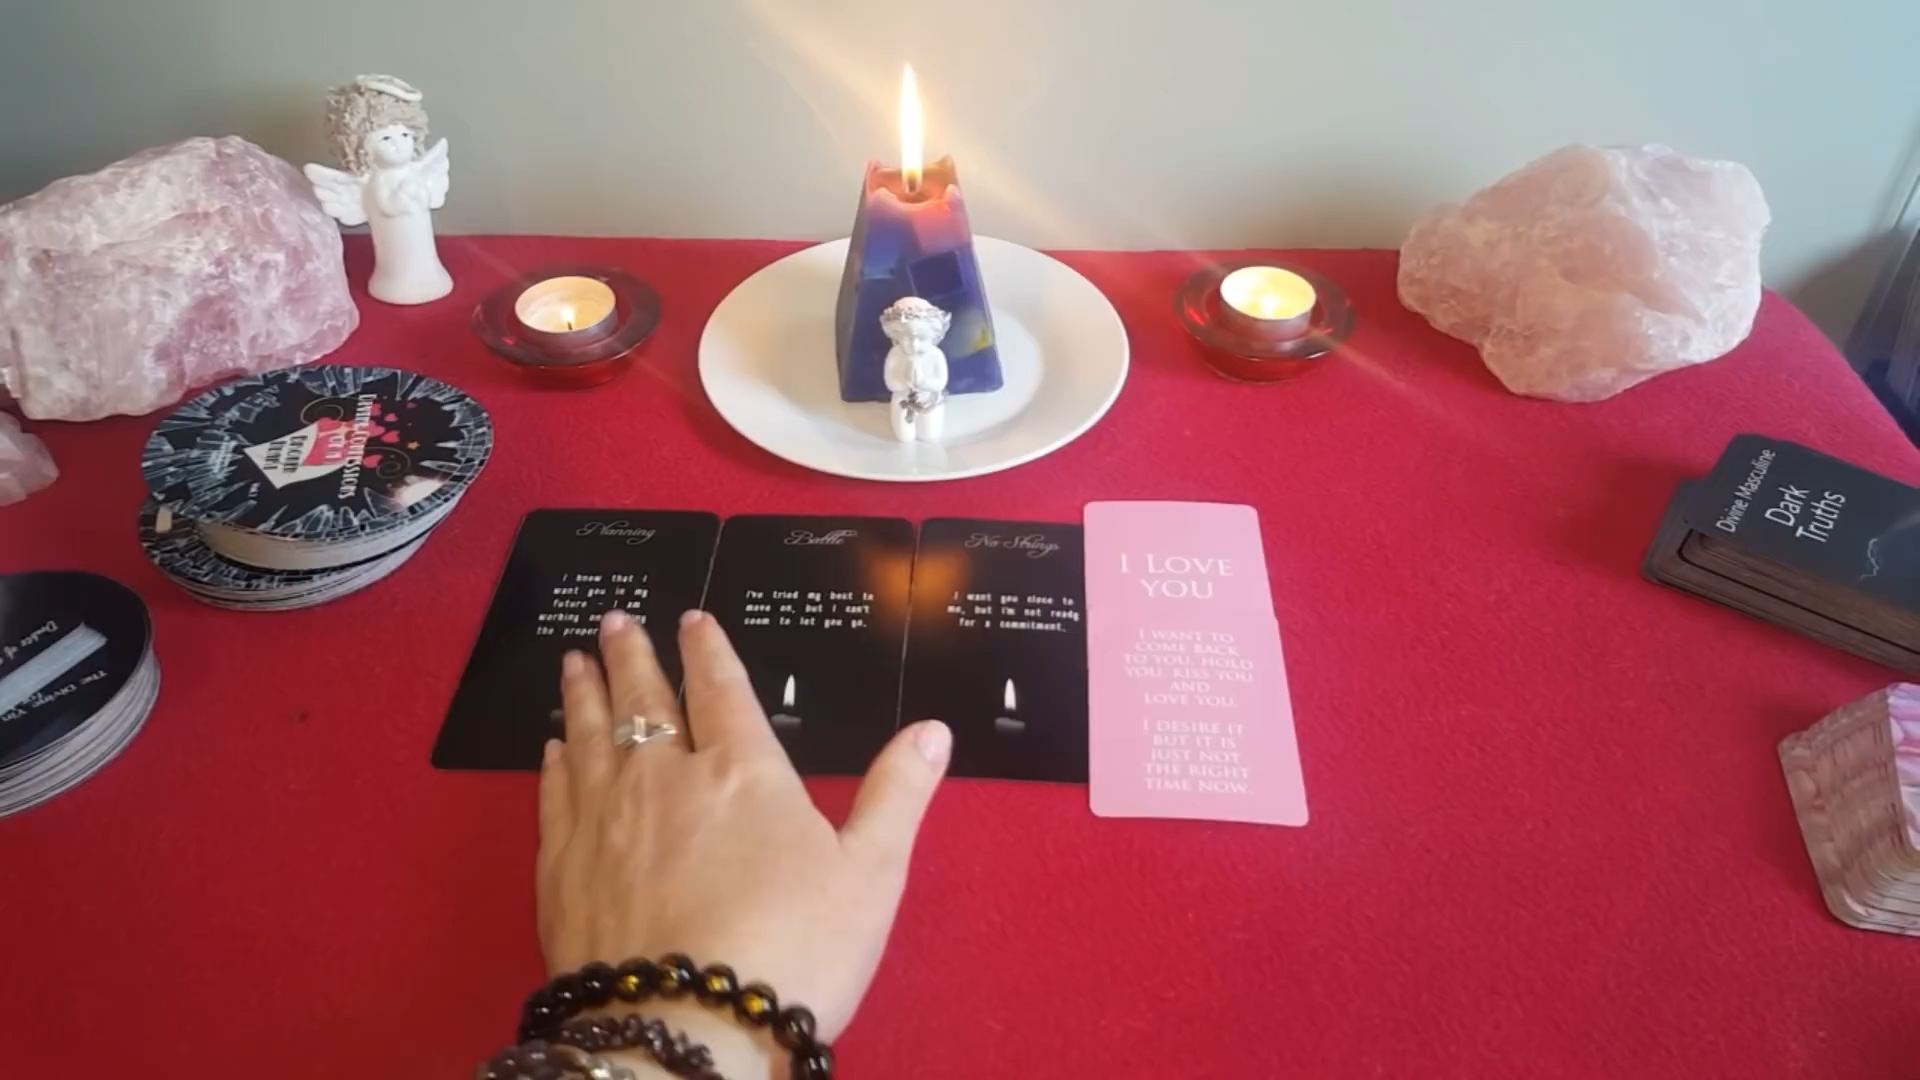 Planning
I know that I
want you in my
future - I am
working
the proper
Battle
I've tried my best to
move on, but I can't
seem to let you go.
No Strings
I want you close to
me, but I'm not ready
for a commitment.
I LOVE
YOU
I WANT TO
COME BACK
TO YOU, HOLD
YOU, KISS YOU
AND
LOVE YOU.
I DESIRE IT
BUT IT IS
JUST NOT
THE RIGHT
TIME NOW.
Divine Masculine
Dark
Truths
DIVINE CONFESSIONS